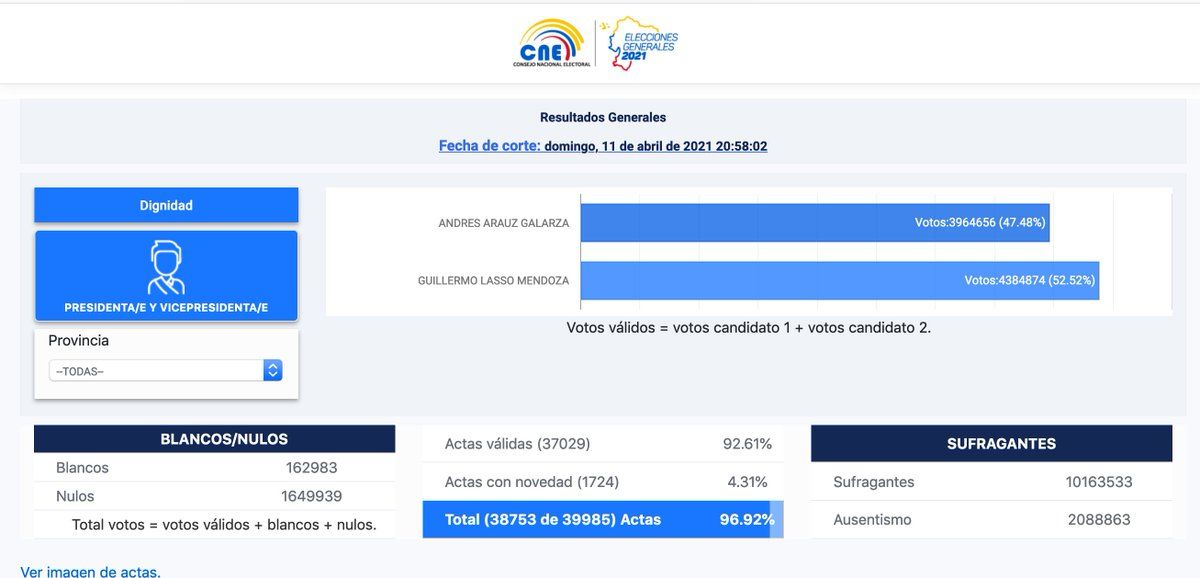 CNE
CONSEJO NACIONAL ELECTORAL
ELECCIONES
GENERALES
2021
Resultados Generales
Fecha de corte: domingo, 11 de abril de 2021 20:58:02
Dignidad
PRESIDENTA/E Y VICEPRESIDENTA/E
Provincia
--TODAS--
ANDRES ARAUZ GALARZA Votos:3964656 (47.48%)
GUILLERMO LASSO MENDOZA Votos:4384874 (52.52%)
Votos válidos = votos candidato 1 + votos candidato 2.
BLANCOS/NULOS
Blancos 162983
Nulos 1649939
Total votos = votos válidos + blancos + nulos.
Actas válidas (37029) 92.61%
Actas con novedad (1724) 4.31%
Total (38753 de 39985) Actas 96.92%
SUFRAGANTES
Sufragantes 10163533
Ausentismo 2088863
Ver imagen de actas.